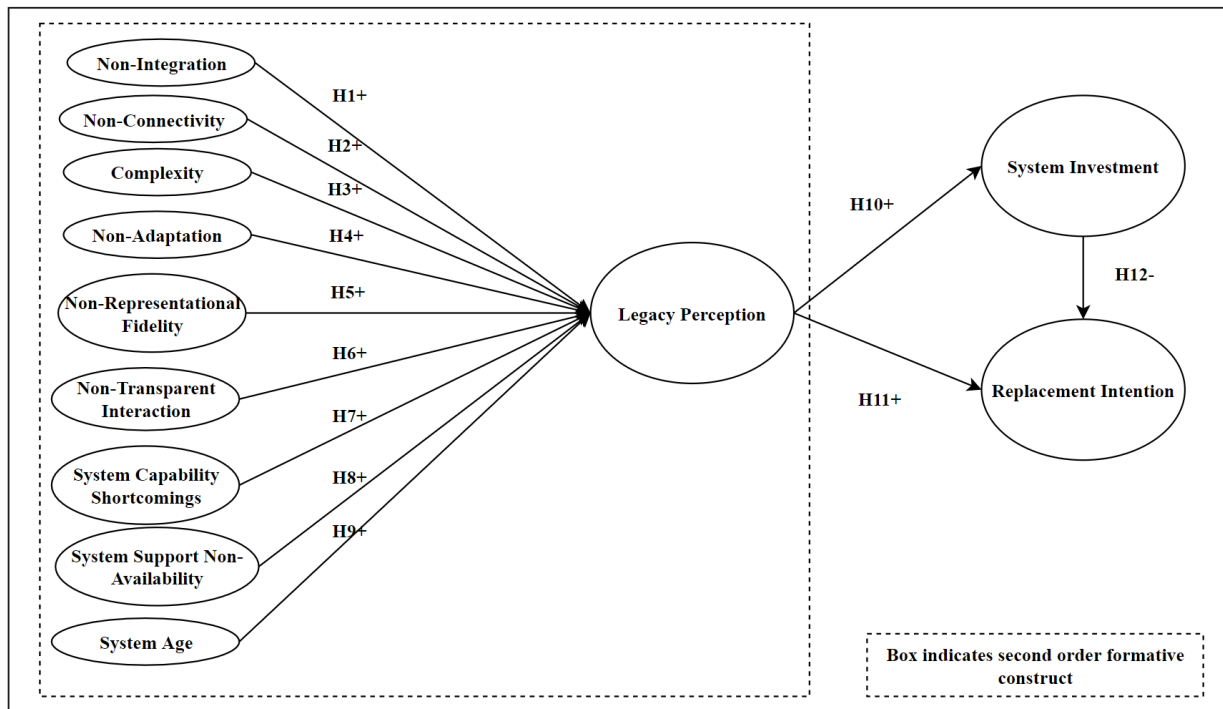 Non-Integration
H1+
Non-Connectivity
H2+
Complexity
H3+
Non-Adaptation
H4+
Non-Representational
Fidelity
H5+
Non-Transparent
Interaction
H6+
System Capability
Shortcomings
H7+
System Support Non-
Availability
H8+
System Age
H9+
Legacy Perception
H10+
H11+
System Investment
H12-
Replacement Intention
Box indicates second order formative
construct